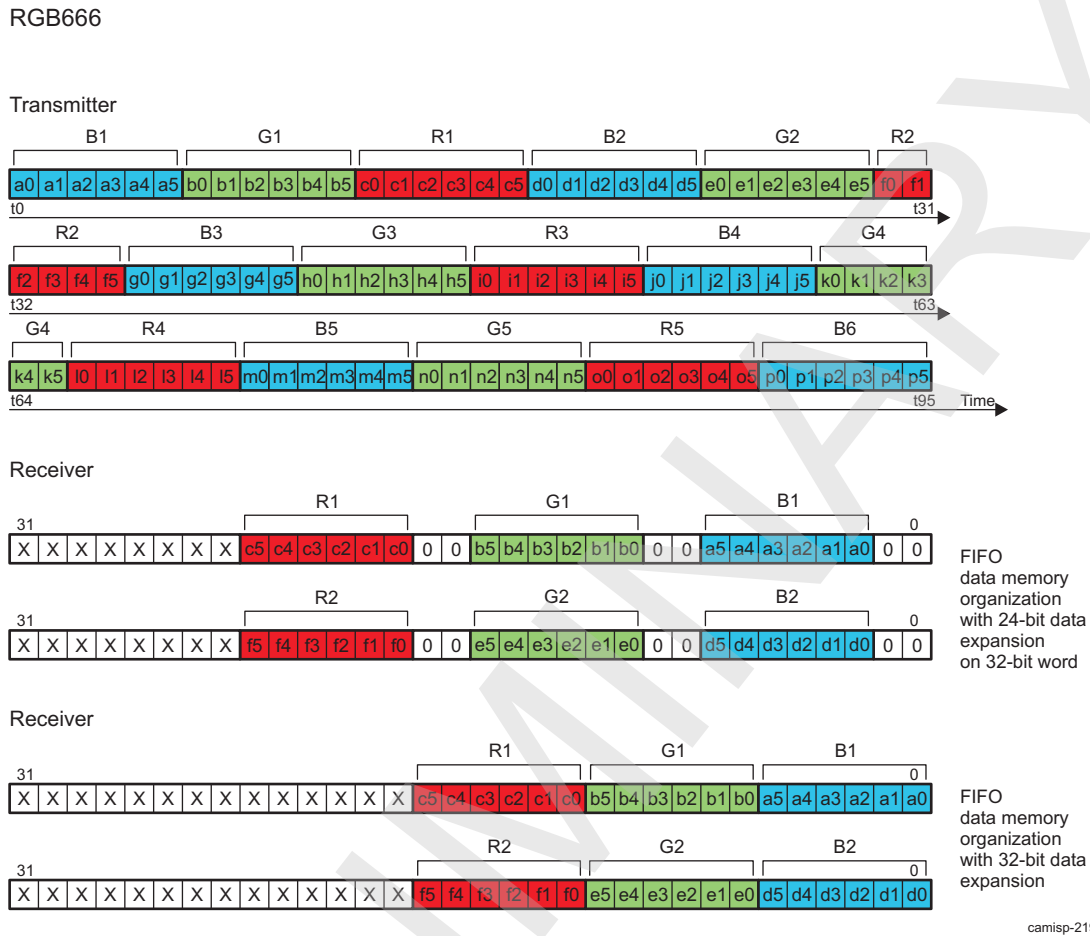 RGB666
Transmitter
B1 G1 R1 B2 G2 R2
a0 a1 a2 a3 a4 a5 b0 b1 b2 b3 b4 b5 c0 c1 c2 c3 c4 c5 d0 d1 d2 d3 d4 d5 e0 e1 e2 e3 e4 e5 f0 f1
t0 t31
R2 B3 G3 R3 B4 G4
f2 f3 f4 f5 g0 g1 g2 g3 g4 g5 h0 h1 h2 h3 h4 h5 i0 i1 i2 i3 i4 i5 j0 j1 j2 j3 j4 j5 k0 k1 k2 k3
t32 t63
G4 R4 B5 G5 R5 B6
k4 k5 l0 l1 l2 l3 l4 l5 m0 m1 m2 m3 m4 m5 n0 n1 n2 n3 n4 n5 o0 o1 o2 o3 o4 o5 p0 p1 p2 p3 p4 p5
t64 t95 Time
Receiver
R1 G1 B1
31 0
X X X X X X X X c5 c4 c3 c2 c1 c0 0 0 b5 b4 b3 b2 b1 b0 0 0 a5 a4 a3 a2 a1 a0 0 0
R2 G2 B2
31 0
X X X X X X X X f5 f4 f3 f2 f1 f0 0 0 e5 e4 e3 e2 e1 e0 0 0 d5 d4 d3 d2 d1 d0 0 0
FIFO
data memory
organization
with 24-bit data
expansion
on 32-bit word
Receiver
R1 G1 B1
31 0
X X X X X X X X X X X X X X c5 c4 c3 c2 c1 c0 b5 b4 b3 b2 b1 b0 a5 a4 a3 a2 a1 a0
R2 G2 B2
31 0
X X X X X X X X X X X X X X f5 f4 f3 f2 f1 f0 e5 e4 e3 e2 e1 e0 d5 d4 d3 d2 d1 d0
FIFO
data memory
organization
with 32-bit data
expansion